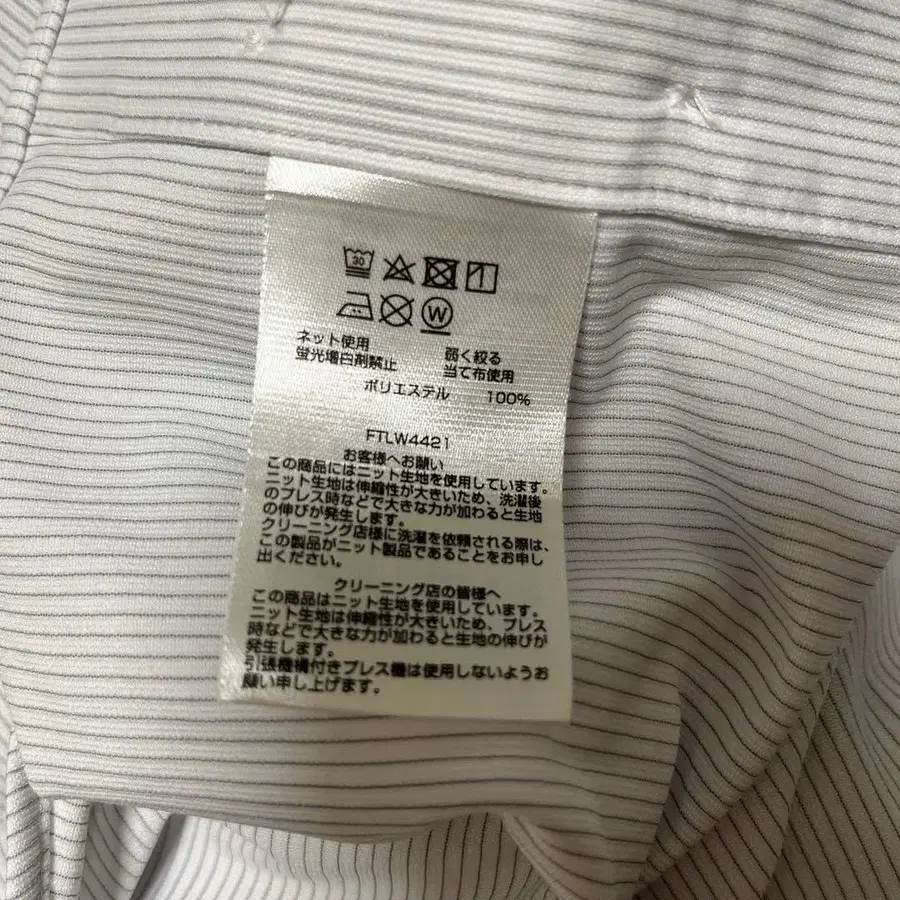 30
W
ネット使用 弱く絞る
蛍光増白剤禁止 当て布使用
ポリエステル 100%
FTLW4421
お客様へお願い
この商品にはニット生地を使用しています。
ニット生地は伸縮性が大きいため、洗濯後
のプレス時などで大きな力が加わると生地
の伸びが発生します。
クリーニング店様に洗濯を依頼される際は、
この製品がニット製品であることをお申し
出ください。
クリーニング店の皆様へ
この商品はニット生地を使用しています。
ニット生地は伸縮性が大きいため、プレス
時などで大きな力が加わると生地の伸びが
発生します。
引張機構付きプレス機は使用しないようお
願い申し上げます。